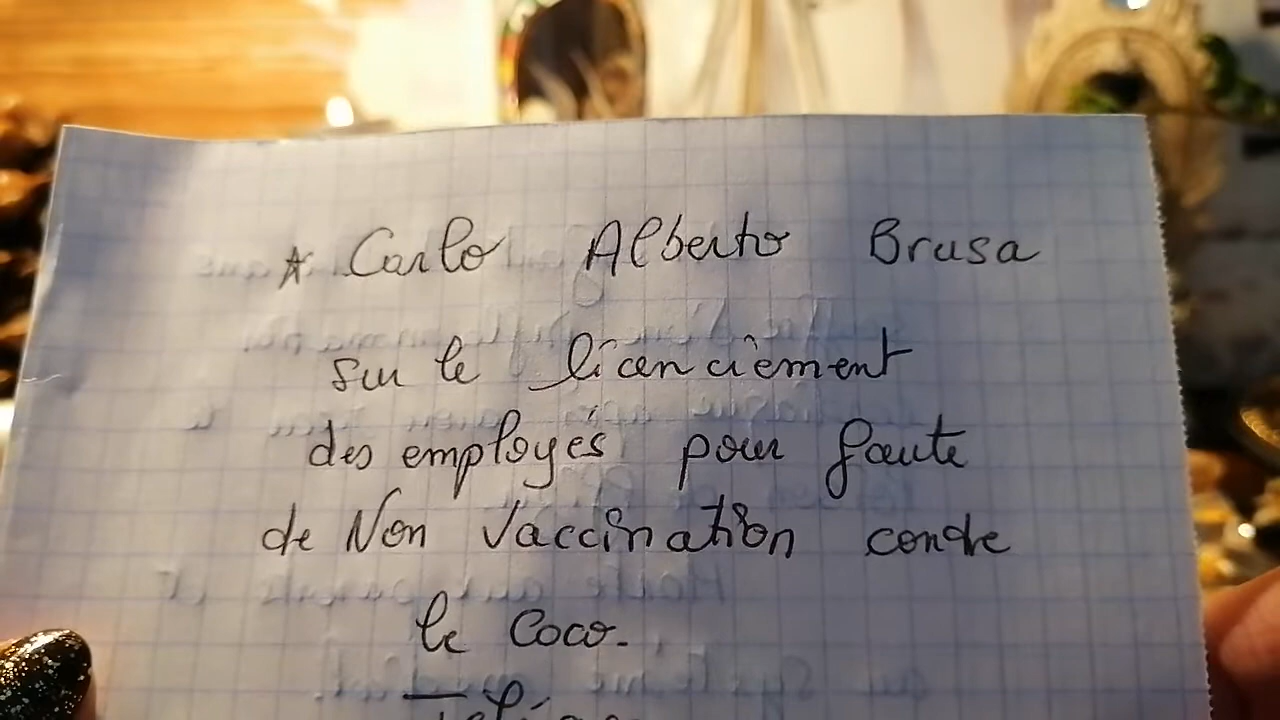 * Carlo Alberto Brusa
sur le licenciement
des employés pour faute
de Non Vaccination contre
le Coco.